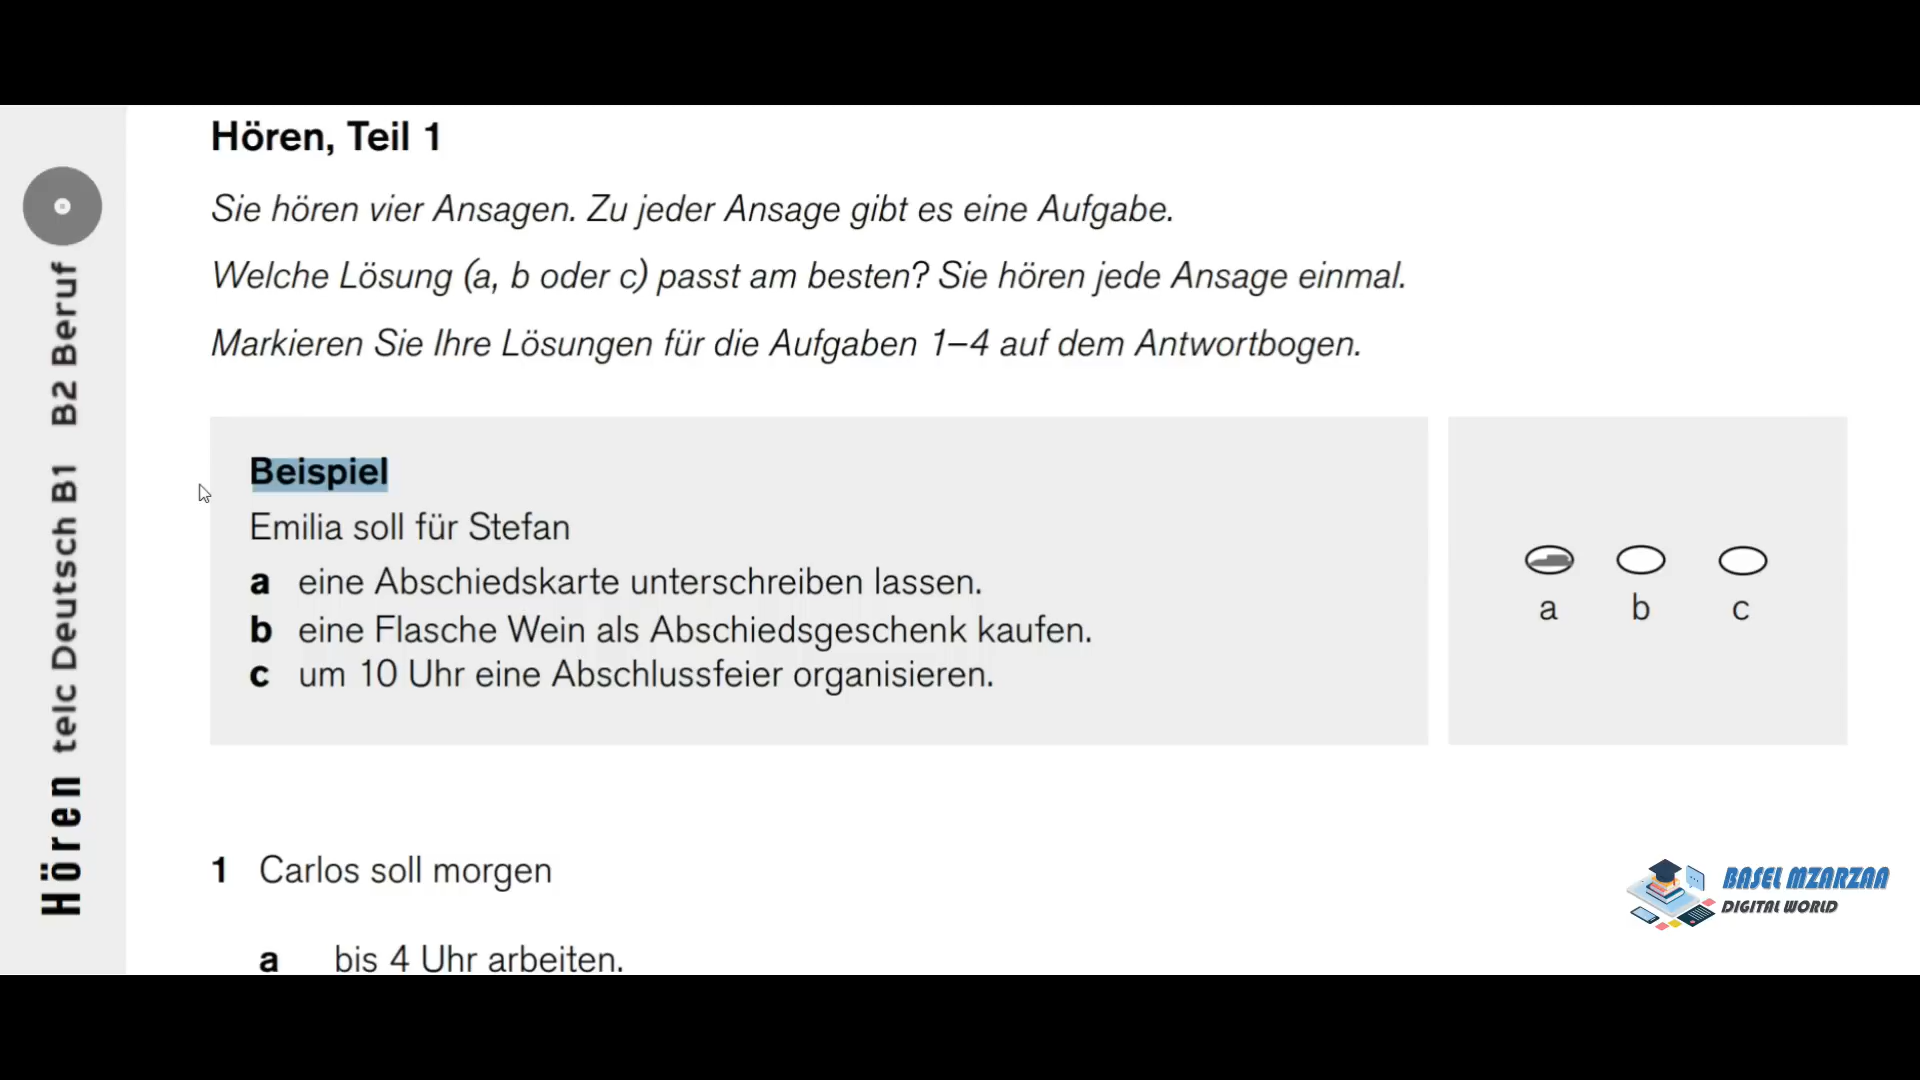 Hören, Teil 1
Sie hören vier Ansagen. Zu jeder Ansage gibt es eine Aufgabe.
Welche Lösung (a, b oder c) passt am besten? Sie hören jede Ansage einmal.
Markieren Sie Ihre Lösungen für die Aufgaben 1–4 auf dem Antwortbogen.
Beispiel
Emilia soll für Stefan
a eine Abschiedskarte unterschreiben lassen.
b eine Flasche Wein als Abschiedsgeschenk kaufen.
c um 10 Uhr eine Abschlussfeier organisieren.
a b c
1 Carlos soll morgen
a bis 4 Uhr arbeiten.
Hören telc Deutsch B1 B2 Beruf
BASEL MZARZAA
DIGITAL WORLD